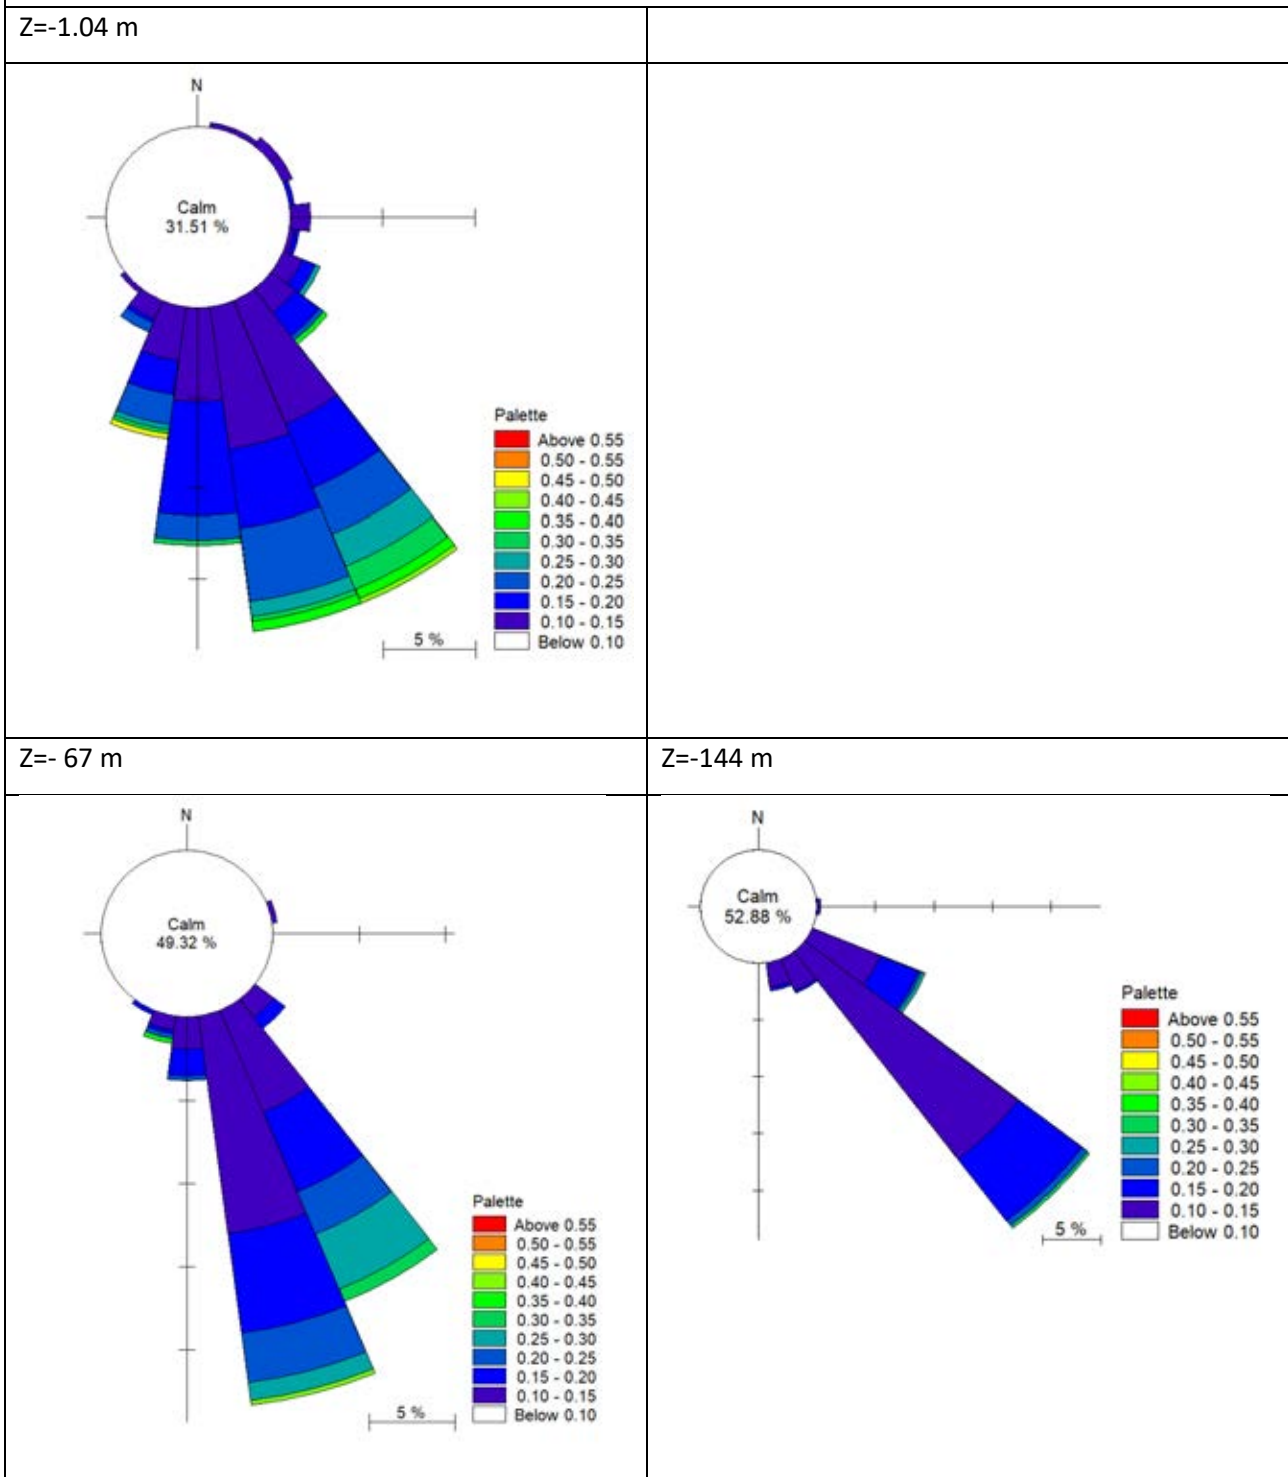 Z=-1.04 m
N
Calm
31.51 %
Palette
Above 0.55
0.50 - 0.55
0.45 - 0.50
0.40 - 0.45
0.35 - 0.40
0.30 - 0.35
0.25 - 0.30
0.20 - 0.25
0.15 - 0.20
0.10 - 0.15
Below 0.10
5 %
Z=- 67 m
Z=-144 m
N
Calm
49.32 %
Palette
Above 0.55
0.50 - 0.55
0.45 - 0.50
0.40 - 0.45
0.35 - 0.40
0.30 - 0.35
0.25 - 0.30
0.20 - 0.25
0.15 - 0.20
0.10 - 0.15
Below 0.10
5 %
N
Calm
52.88 %
Palette
Above 0.55
0.50 - 0.55
0.45 - 0.50
0.40 - 0.45
0.35 - 0.40
0.30 - 0.35
0.25 - 0.30
0.20 - 0.25
0.15 - 0.20
0.10 - 0.15
Below 0.10
5 %